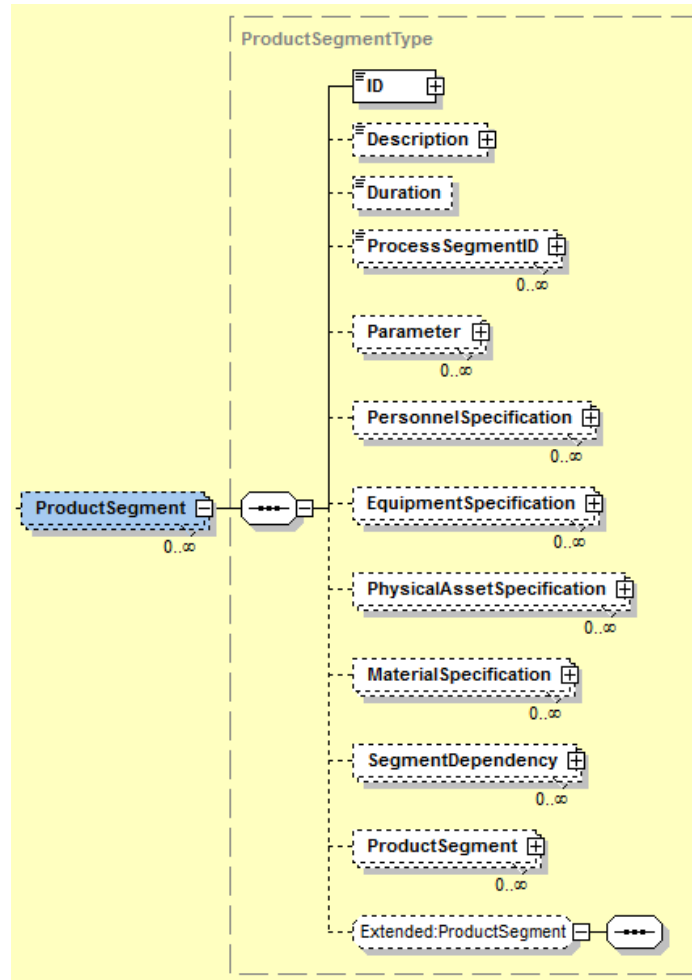 ProductSegmentType
ID
Description
Duration
ProcessSegmentID
0..∞
Parameter
0..∞
PersonnelSpecification
0..∞
ProductSegment
0..∞
EquipmentSpecification
0..∞
PhysicalAssetSpecification
0..∞
MaterialSpecification
0..∞
SegmentDependency
0..∞
ProductSegment
0..∞
Extended:ProductSegment